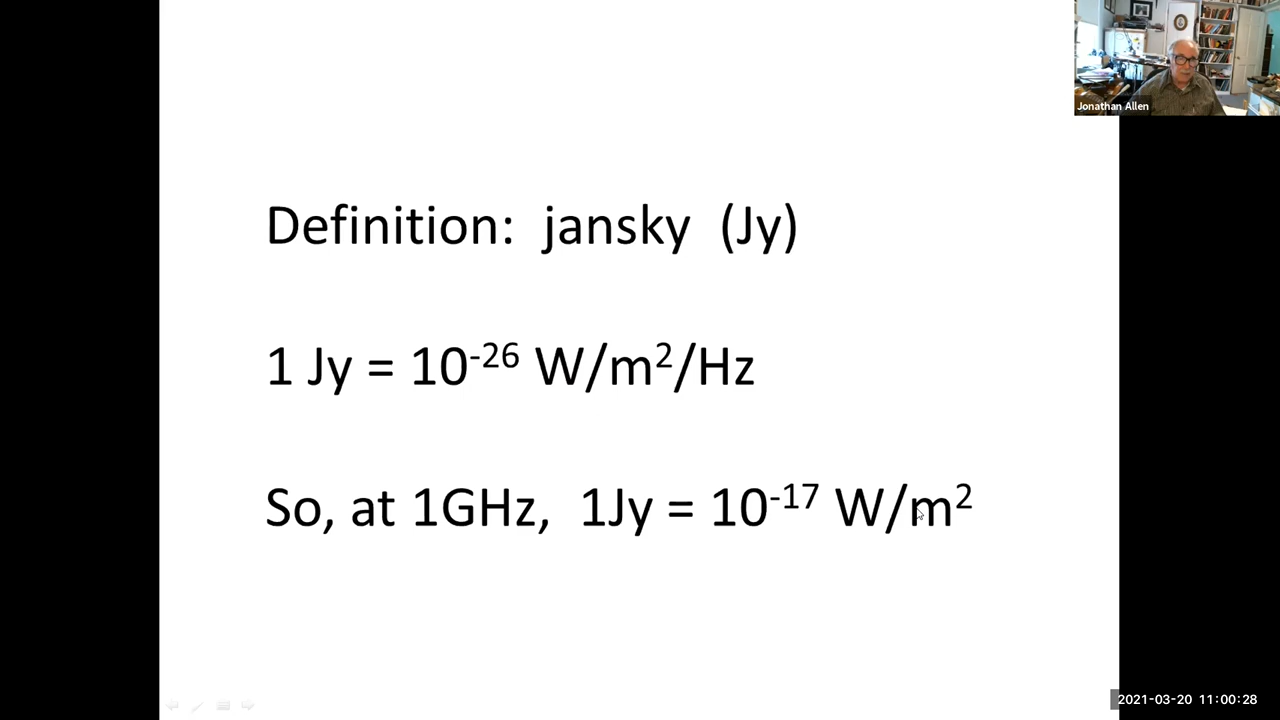 Jonathan Allen
Definition: jansky (Jy)
1 Jy = 10⁻²⁶ W/m²/Hz
So, at 1GHz, 1Jy = 10⁻¹⁷ W/m²
2021-03-20 11:00:28